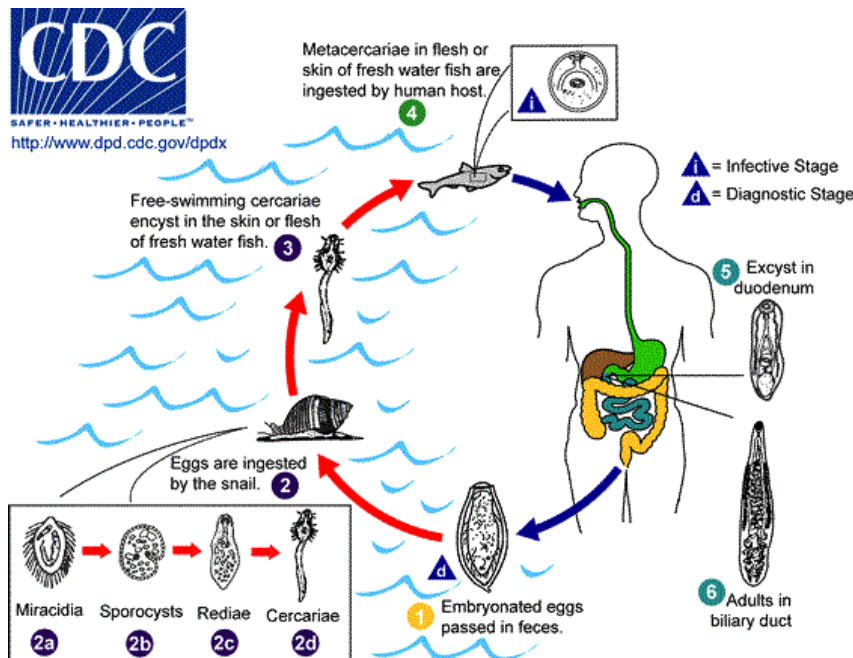 CDC
SAFER•HEALTHIER•PEOPLE™
http://www.dpd.cdc.gov/dpdx
Metacercariae in flesh or
skin of fresh water fish are
ingested by human host.
4
i
i = Infective Stage
d = Diagnostic Stage
Free-swimming cercariae
encyst in the skin or flesh
of fresh water fish. 3
5 Excyst in
duodenum
Eggs are ingested
by the snail. 2
d
1 Embryonated eggs
passed in feces.
6 Adults in
biliary duct
Miracidia Sporocysts Rediae Cercariae
2a 2b 2c 2d